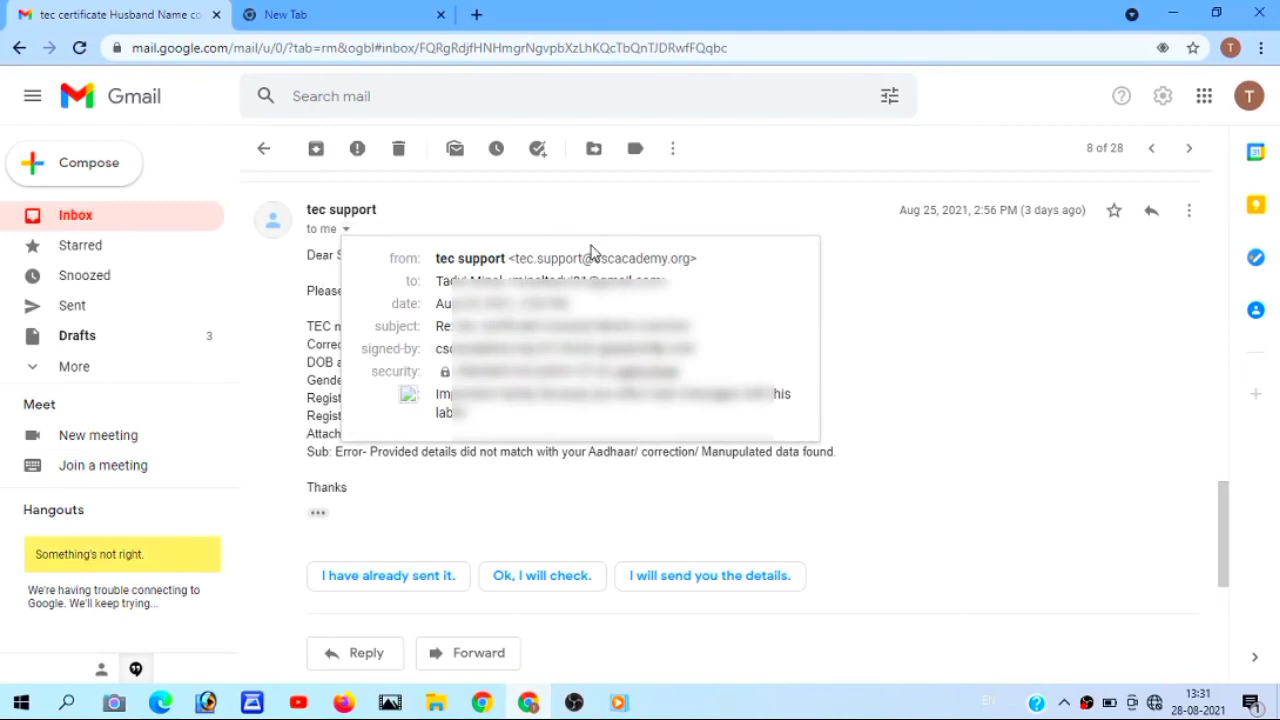 tec certificate Husband Name co
New Tab
mail.google.com/mail/u/0/?tab=rm&ogbl#inbox/FQRgRdjfHNHmgrNgvpbXzLhKQcTbQnTJDRwfFQqbc
T
Gmail
Search mail
T
Compose
8 of 28
Inbox
Starred
Snoozed
Sent
Drafts 3
More
Meet
New meeting
Join a meeting
Hangouts
Something's not right.
We're having trouble connecting to
Google. We'll keep trying...
tec support
Aug 25, 2021, 2:56 PM (3 days ago)
to me
Dear
from: tec support <tec.support@cscacademy.org>
to:
Please
date:
TEC
subject: Re:
Correc
signed-by:
DOB
security:
Gende
Regist
his
Regist
Attach
Sub: Error- Provided details did not match with your Aadhaar/ correction/ Manupulated data found.
Thanks
I have already sent it.
Ok, I will check.
I will send you the details.
Reply
Forward
EN
13:31
28-08-2021
1